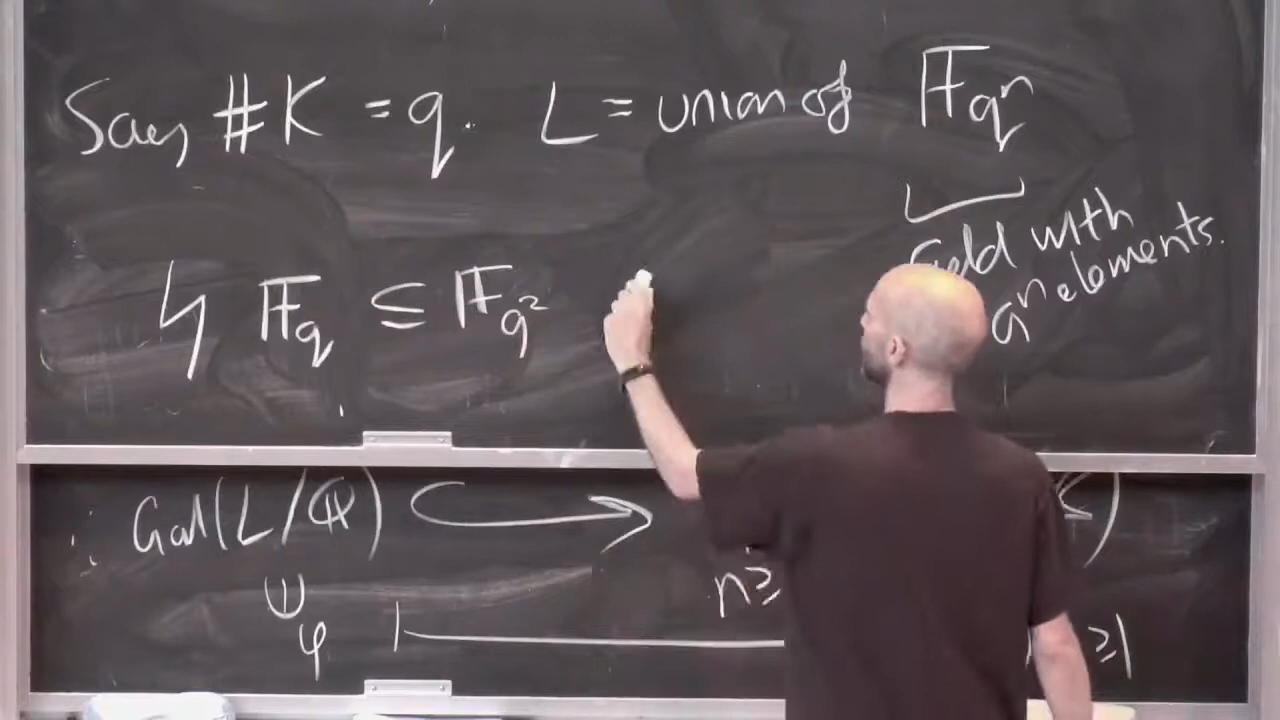 Say #K = q. L = union of 𝔽qⁿ
field with
qⁿ elements.
↯ 𝔽q ⊆ 𝔽q²
∴ Gal(L/ℚ) ↪ )
ψ n≥
φ ↦ ≥1